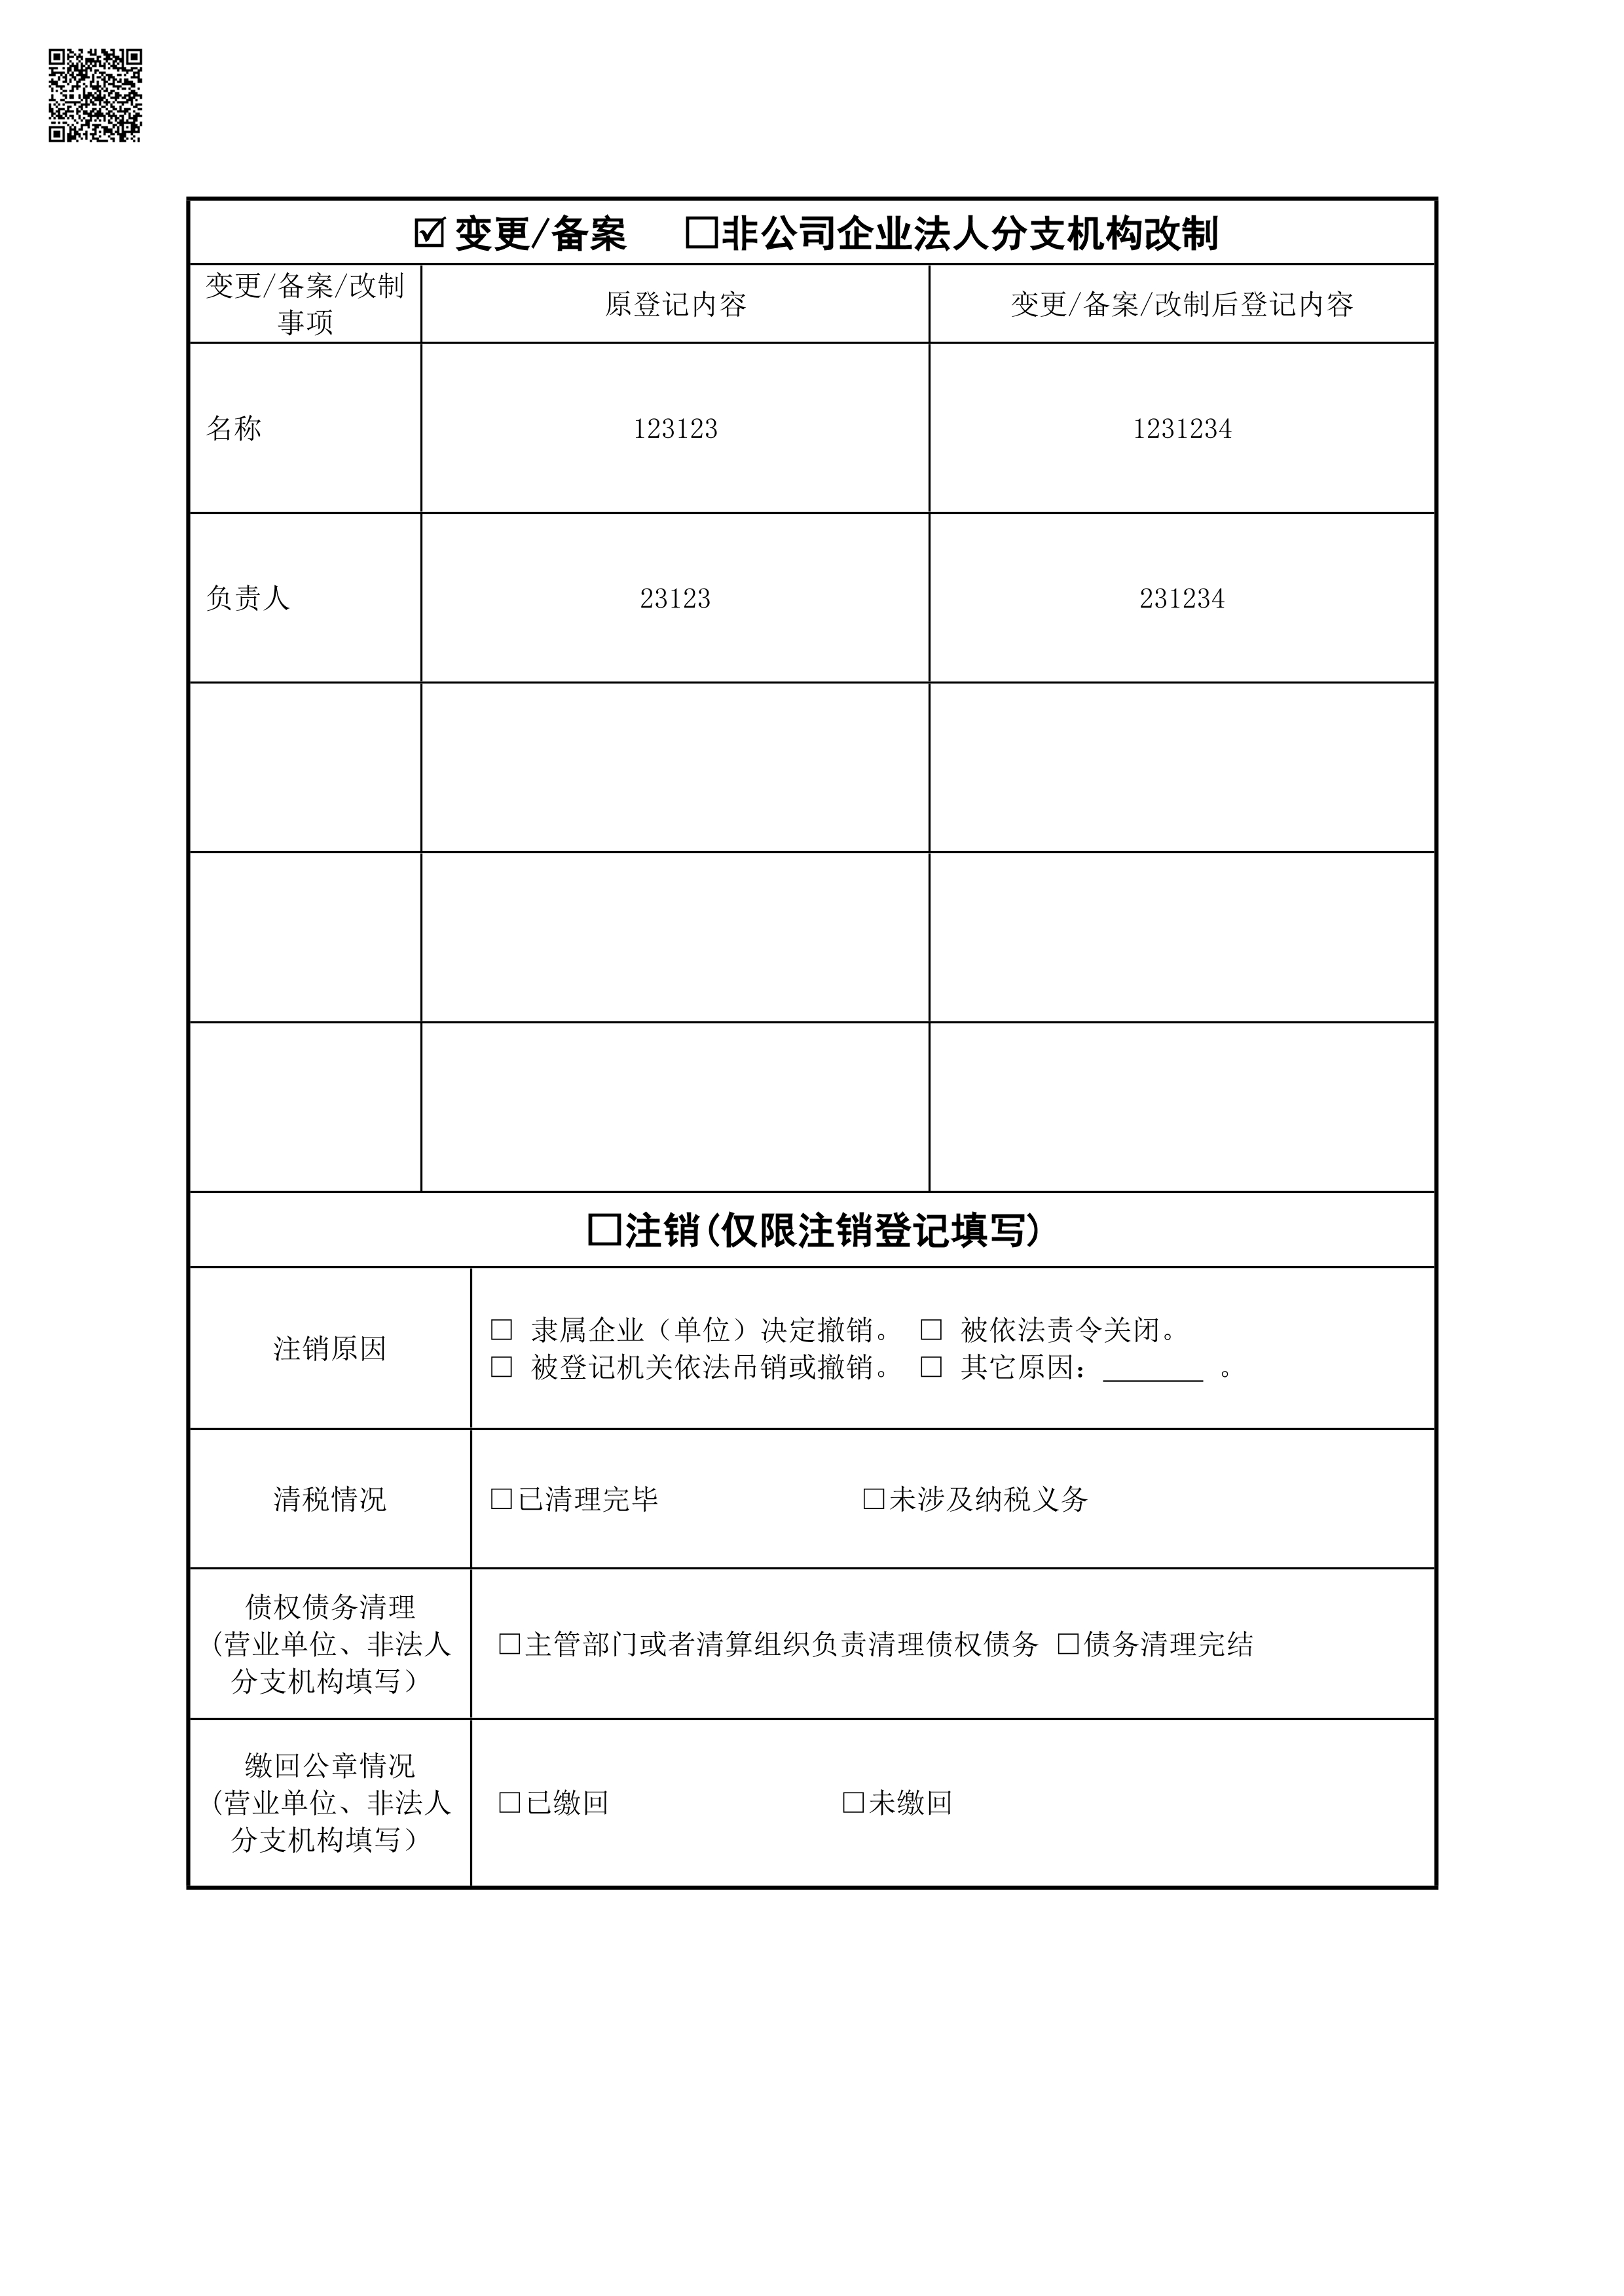 ☑ 变更/备案 □非公司企业法人分支机构改制
变更/备案/改制
事项
原登记内容
变更/备案/改制后登记内容
名称
123123
1231234
负责人
23123
231234
□注销(仅限注销登记填写)
注销原因
□ 隶属企业（单位）决定撤销。 □ 被依法责令关闭。
□ 被登记机关依法吊销或撤销。 □ 其它原因：_______ 。
清税情况
□已清理完毕 □未涉及纳税义务
债权债务清理
（营业单位、非法人
分支机构填写）
□主管部门或者清算组织负责清理债权债务 □债务清理完结
缴回公章情况
（营业单位、非法人
分支机构填写）
□已缴回 □未缴回